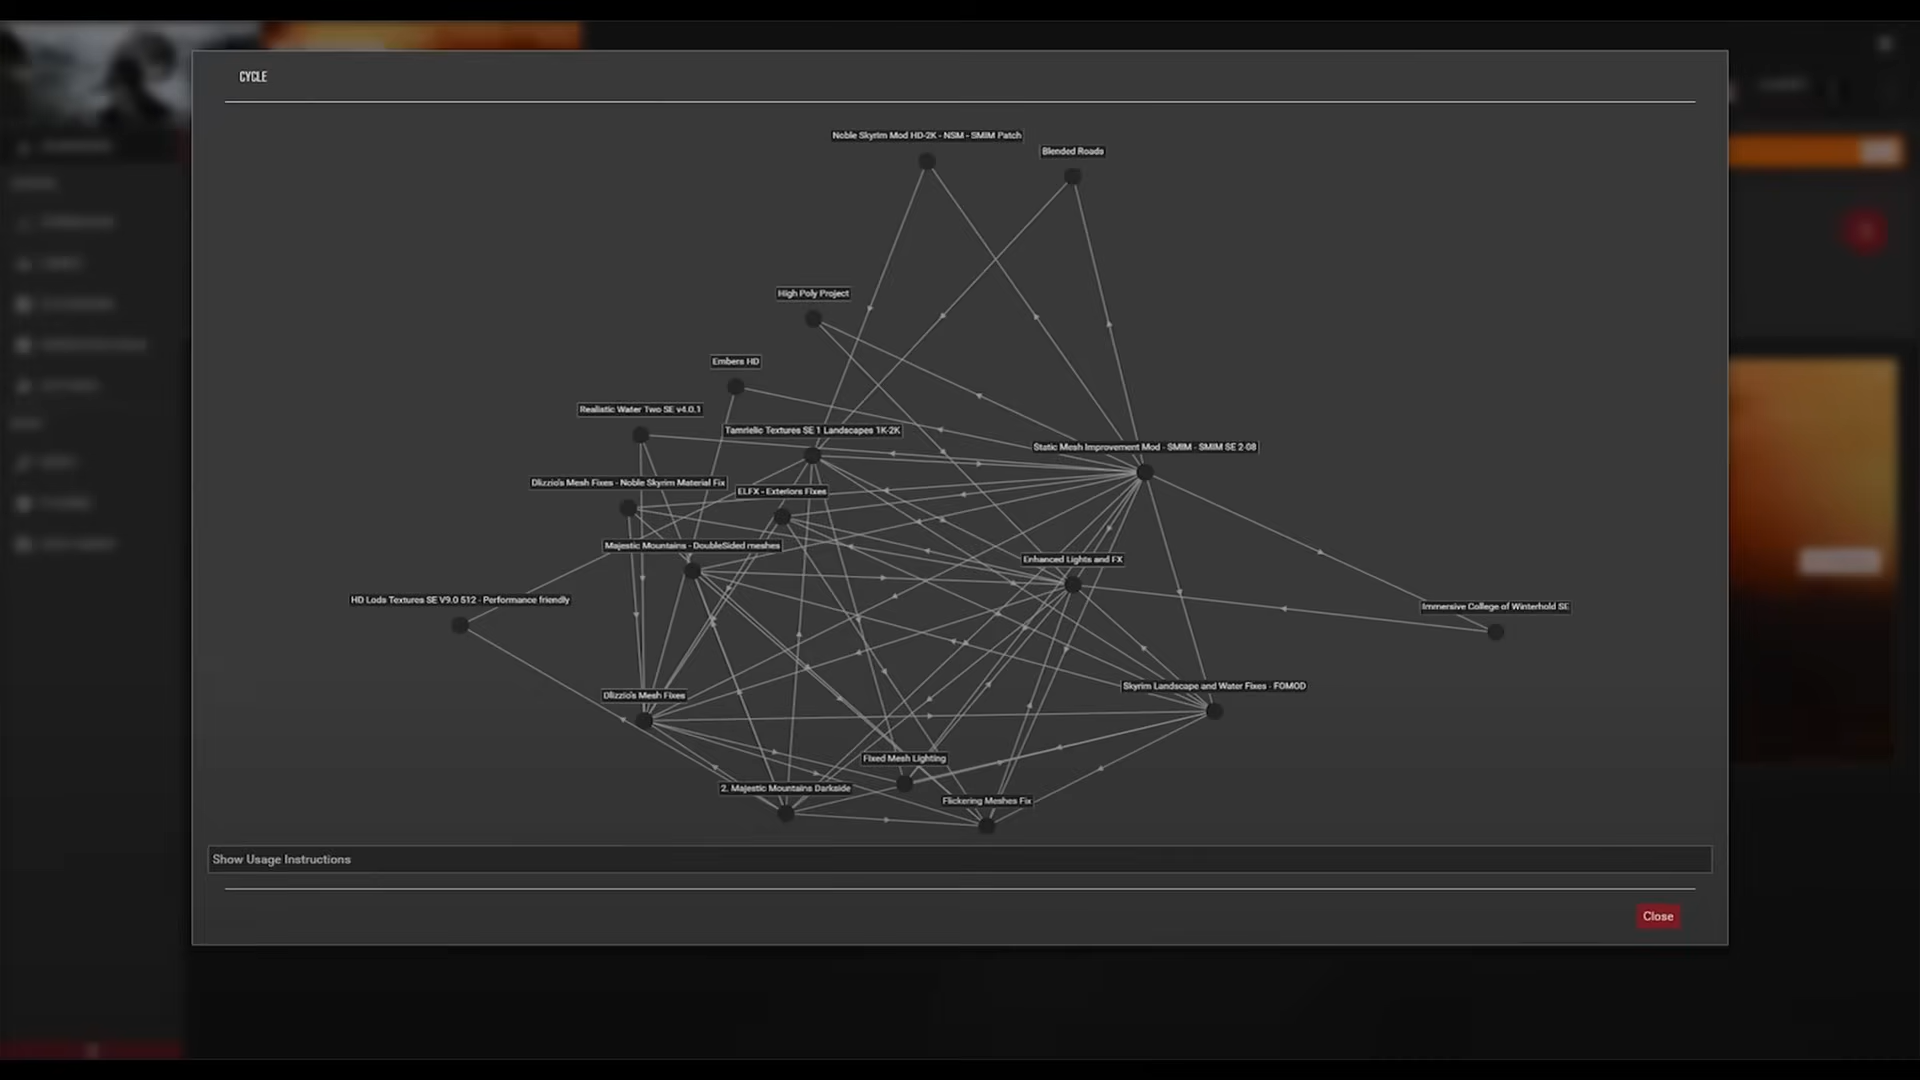 CYCLE
Noble Skyrim Mod HD-2K - NSM - SMIM Patch
Blended Roads
High Poly Project
Embers HD
Realistic Water Two SE v4.0.1
Tamrielic Textures SE 1 Landscapes 1K-2K
Static Mesh Improvement Mod - SMIM - SMIM SE 2-08
Dlizzio's Mesh Fixes - Noble Skyrim Material Fix
ELFX - Exteriors Fixes
Majestic Mountains - DoubleSided meshes
Enhanced Lights and FX
HD Lods Textures SE V9.0 512 - Performance friendly
Immersive College of Winterhold SE
Dlizzio's Mesh Fixes
Skyrim Landscape and Water Fixes - FOMOD
Fixed Mesh Lighting
2. Majestic Mountains Darkside
Flickering Meshes Fix
Show Usage Instructions
Close